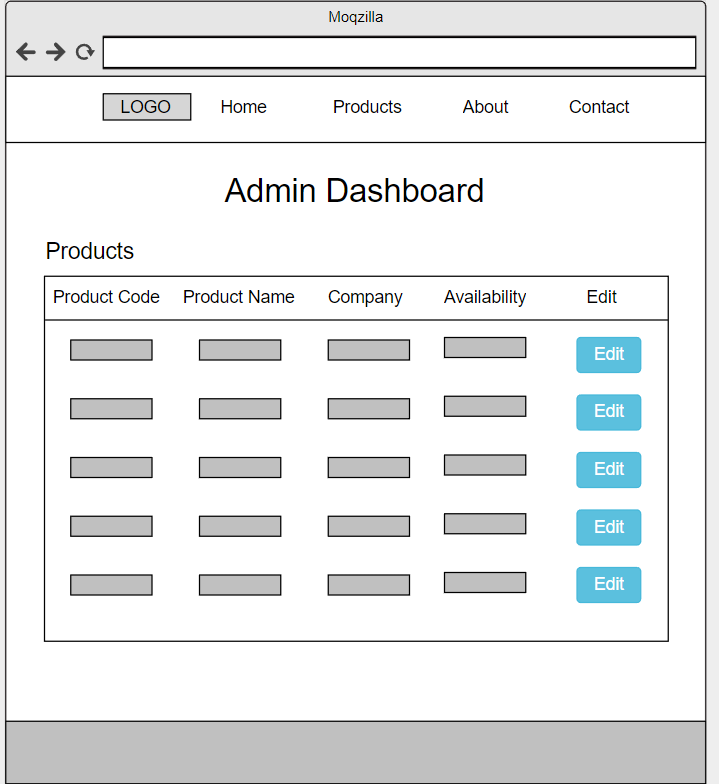 Moqzilla
LOGO Home Products About Contact
Admin Dashboard
Products
Product Code Product Name Company Availability Edit
Edit
Edit
Edit
Edit
Edit